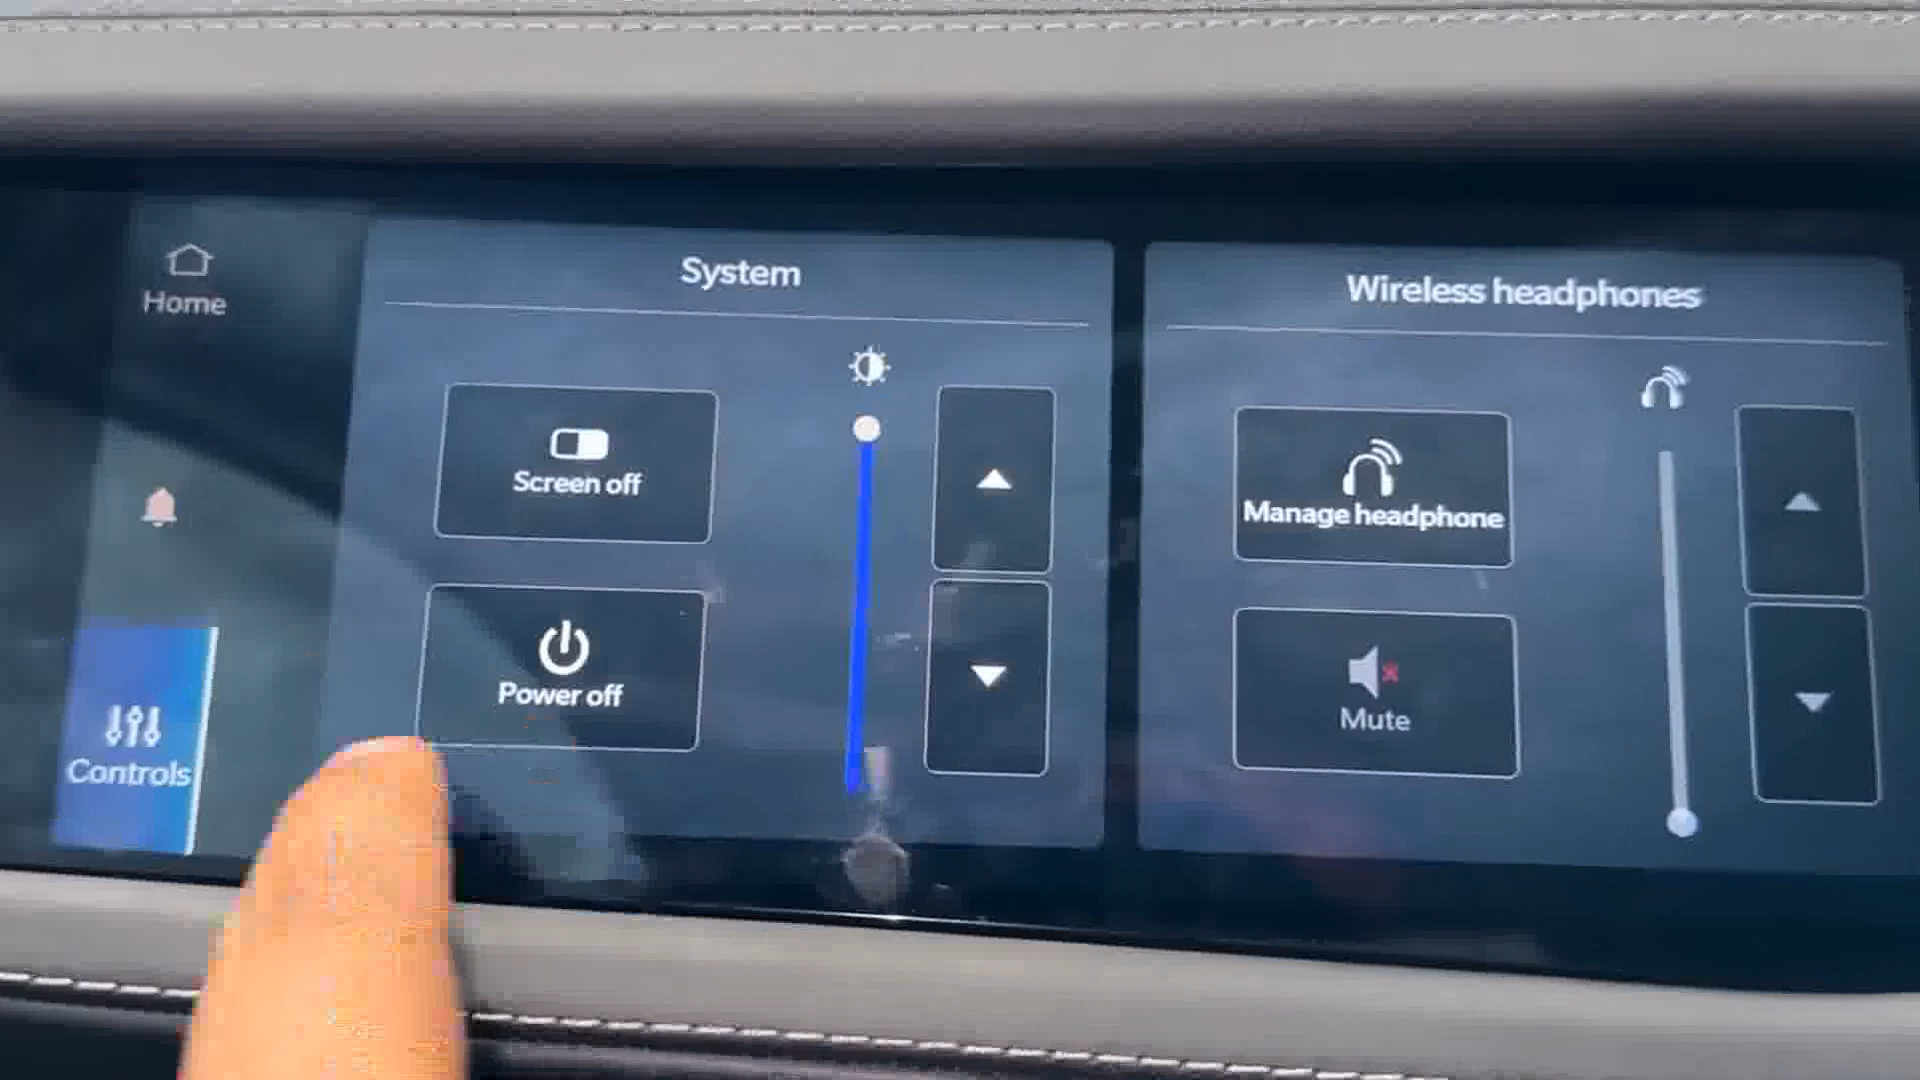 Home
Controls
System
Screen off
Power off
Wireless headphones
Manage headphone
Mute